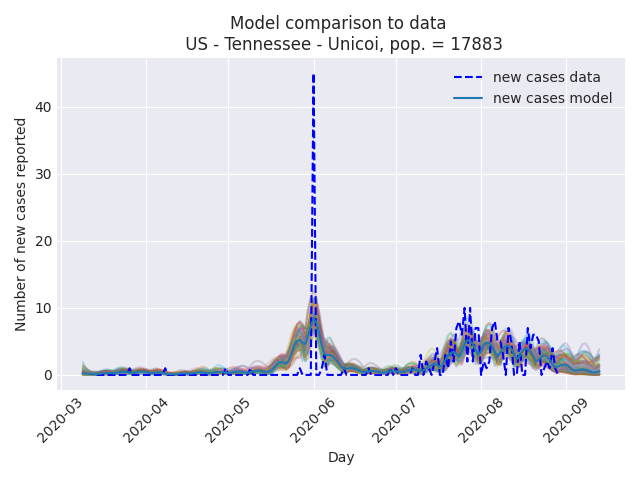 Model comparison to data
US - Tennessee - Unicoi, pop. = 17883
new cases data
new cases model
Number of new cases reported
40
30
20
10
0
2020-03
2020-04
2020-05
2020-06
2020-07
2020-08
2020-09
Day